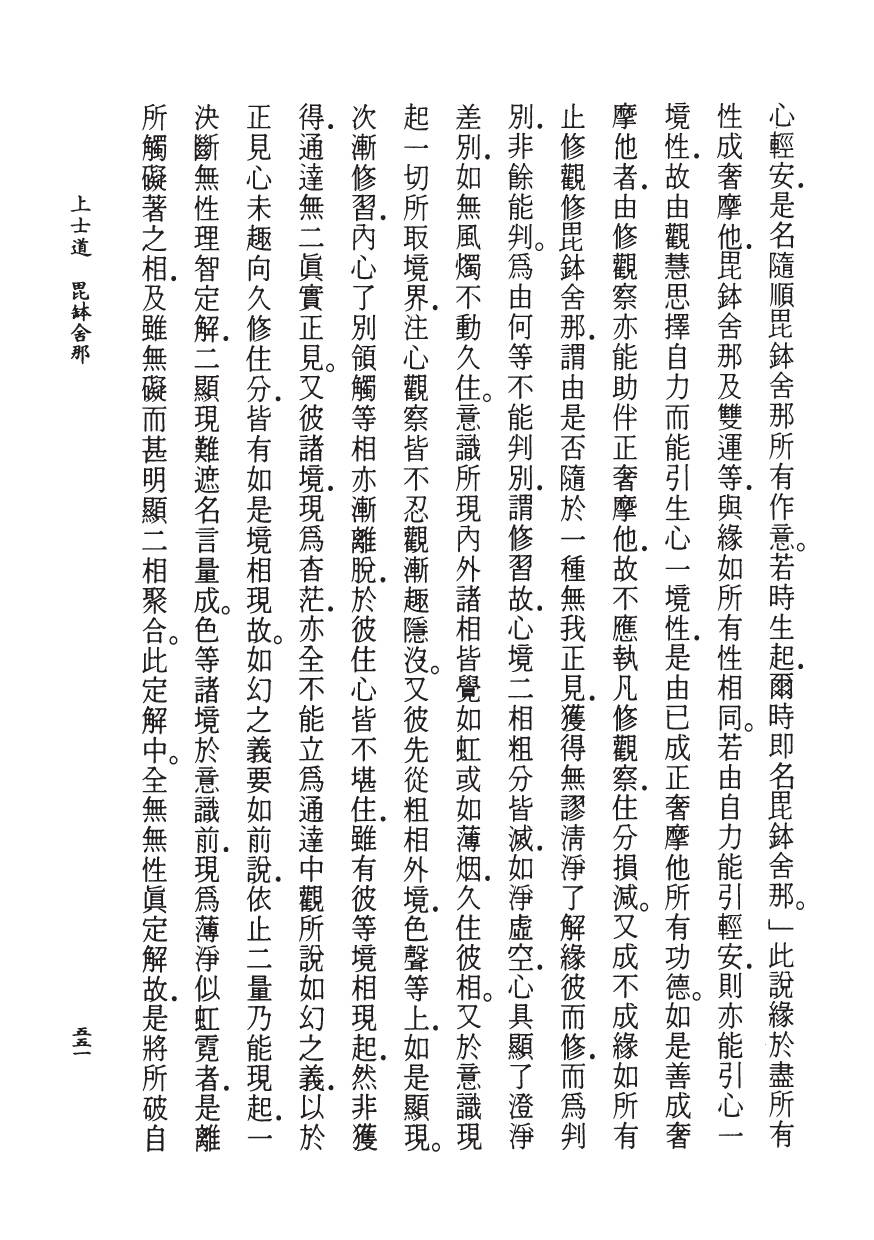 心輕安．是名隨順毘鉢舍那所有作意。若時生起．爾時即名毘鉢舍那。」此說緣於盡所有
性成奢摩他．毘鉢舍那及雙運等．與緣如所有性相同。若由自力能引輕安．則亦能引心一
境性．故由觀慧思擇自力而能引生心一境性．是由已成正奢摩他所有功德。如是善成奢
摩他者．由修觀察亦能助伴正奢摩他．故不應執凡修觀察．住分損減。又成不成緣如所有
止修觀修毘鉢舍那．謂由是否隨於一種無我正見．獲得無謬淸淨了解緣彼而修．而爲判
別．非餘能判。爲由何等不能判別．謂修習故．心境二相粗分皆滅．如淨虛空．心具顯了澄淨
差別．如無風燭不動久住。意識所現內外諸相皆覺如虹或如薄烟．久住彼相。又於意識現
起一切所取境界．注心觀察皆不忍觀漸趣隱沒。又彼先從粗相外境．色聲等上．如是顯現。
次漸修習．內心了別領觸等相亦漸離脫．於彼住心皆不堪住．雖有彼等境相現起．然非獲
得．通達無二眞實正見。又彼諸境．現爲杳茫．亦全不能立爲通達中觀所說如幻之義．以於
正見心未趣向久修住分．皆有如是境相現故。如幻之義要如前說．依止二量乃能現起．一
決斷無性理智定解．二顯現難遮名言量成。色等諸境於意識前．現爲薄淨似虹霓者．是離
所觸礙著之相．及雖無礙而甚明顯二相聚合。此定解中。全無無性眞定解故．是將所破自
上士道　毘鉢舍那
五五一